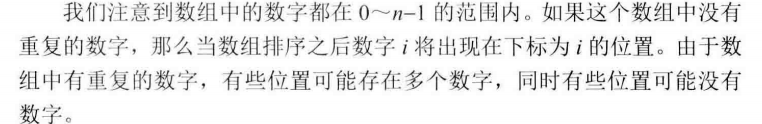 我们注意到数组中的数字都在 0～n-1 的范围内。如果这个数组中没有
重复的数字，那么当数组排序之后数字 i 将出现在下标为 i 的位置。由于数
组中有重复的数字，有些位置可能存在多个数字，同时有些位置可能没有
数字。